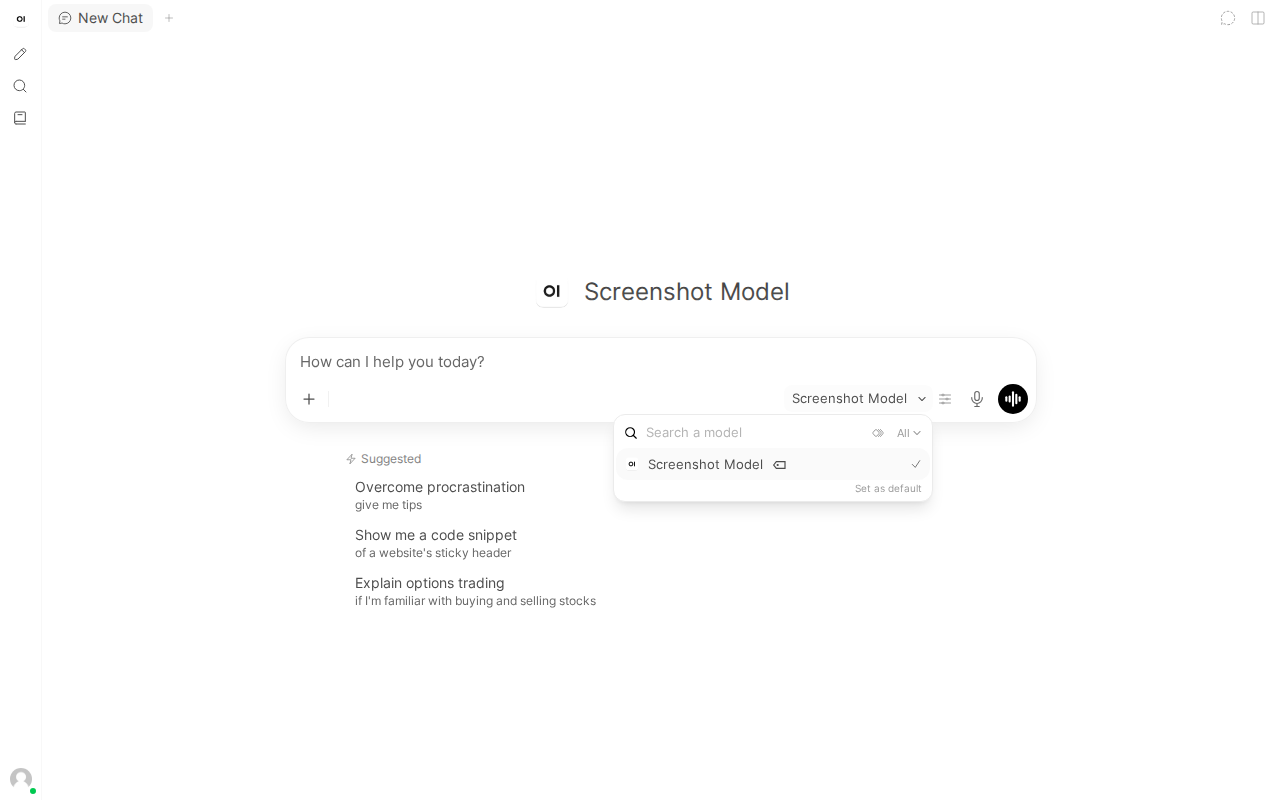 OI
New Chat
OI Screenshot Model
How can I help you today?
Screenshot Model
Search a model
All
OI Screenshot Model
Set as default
Suggested
Overcome procrastination
give me tips
Show me a code snippet
of a website's sticky header
Explain options trading
if I'm familiar with buying and selling stocks